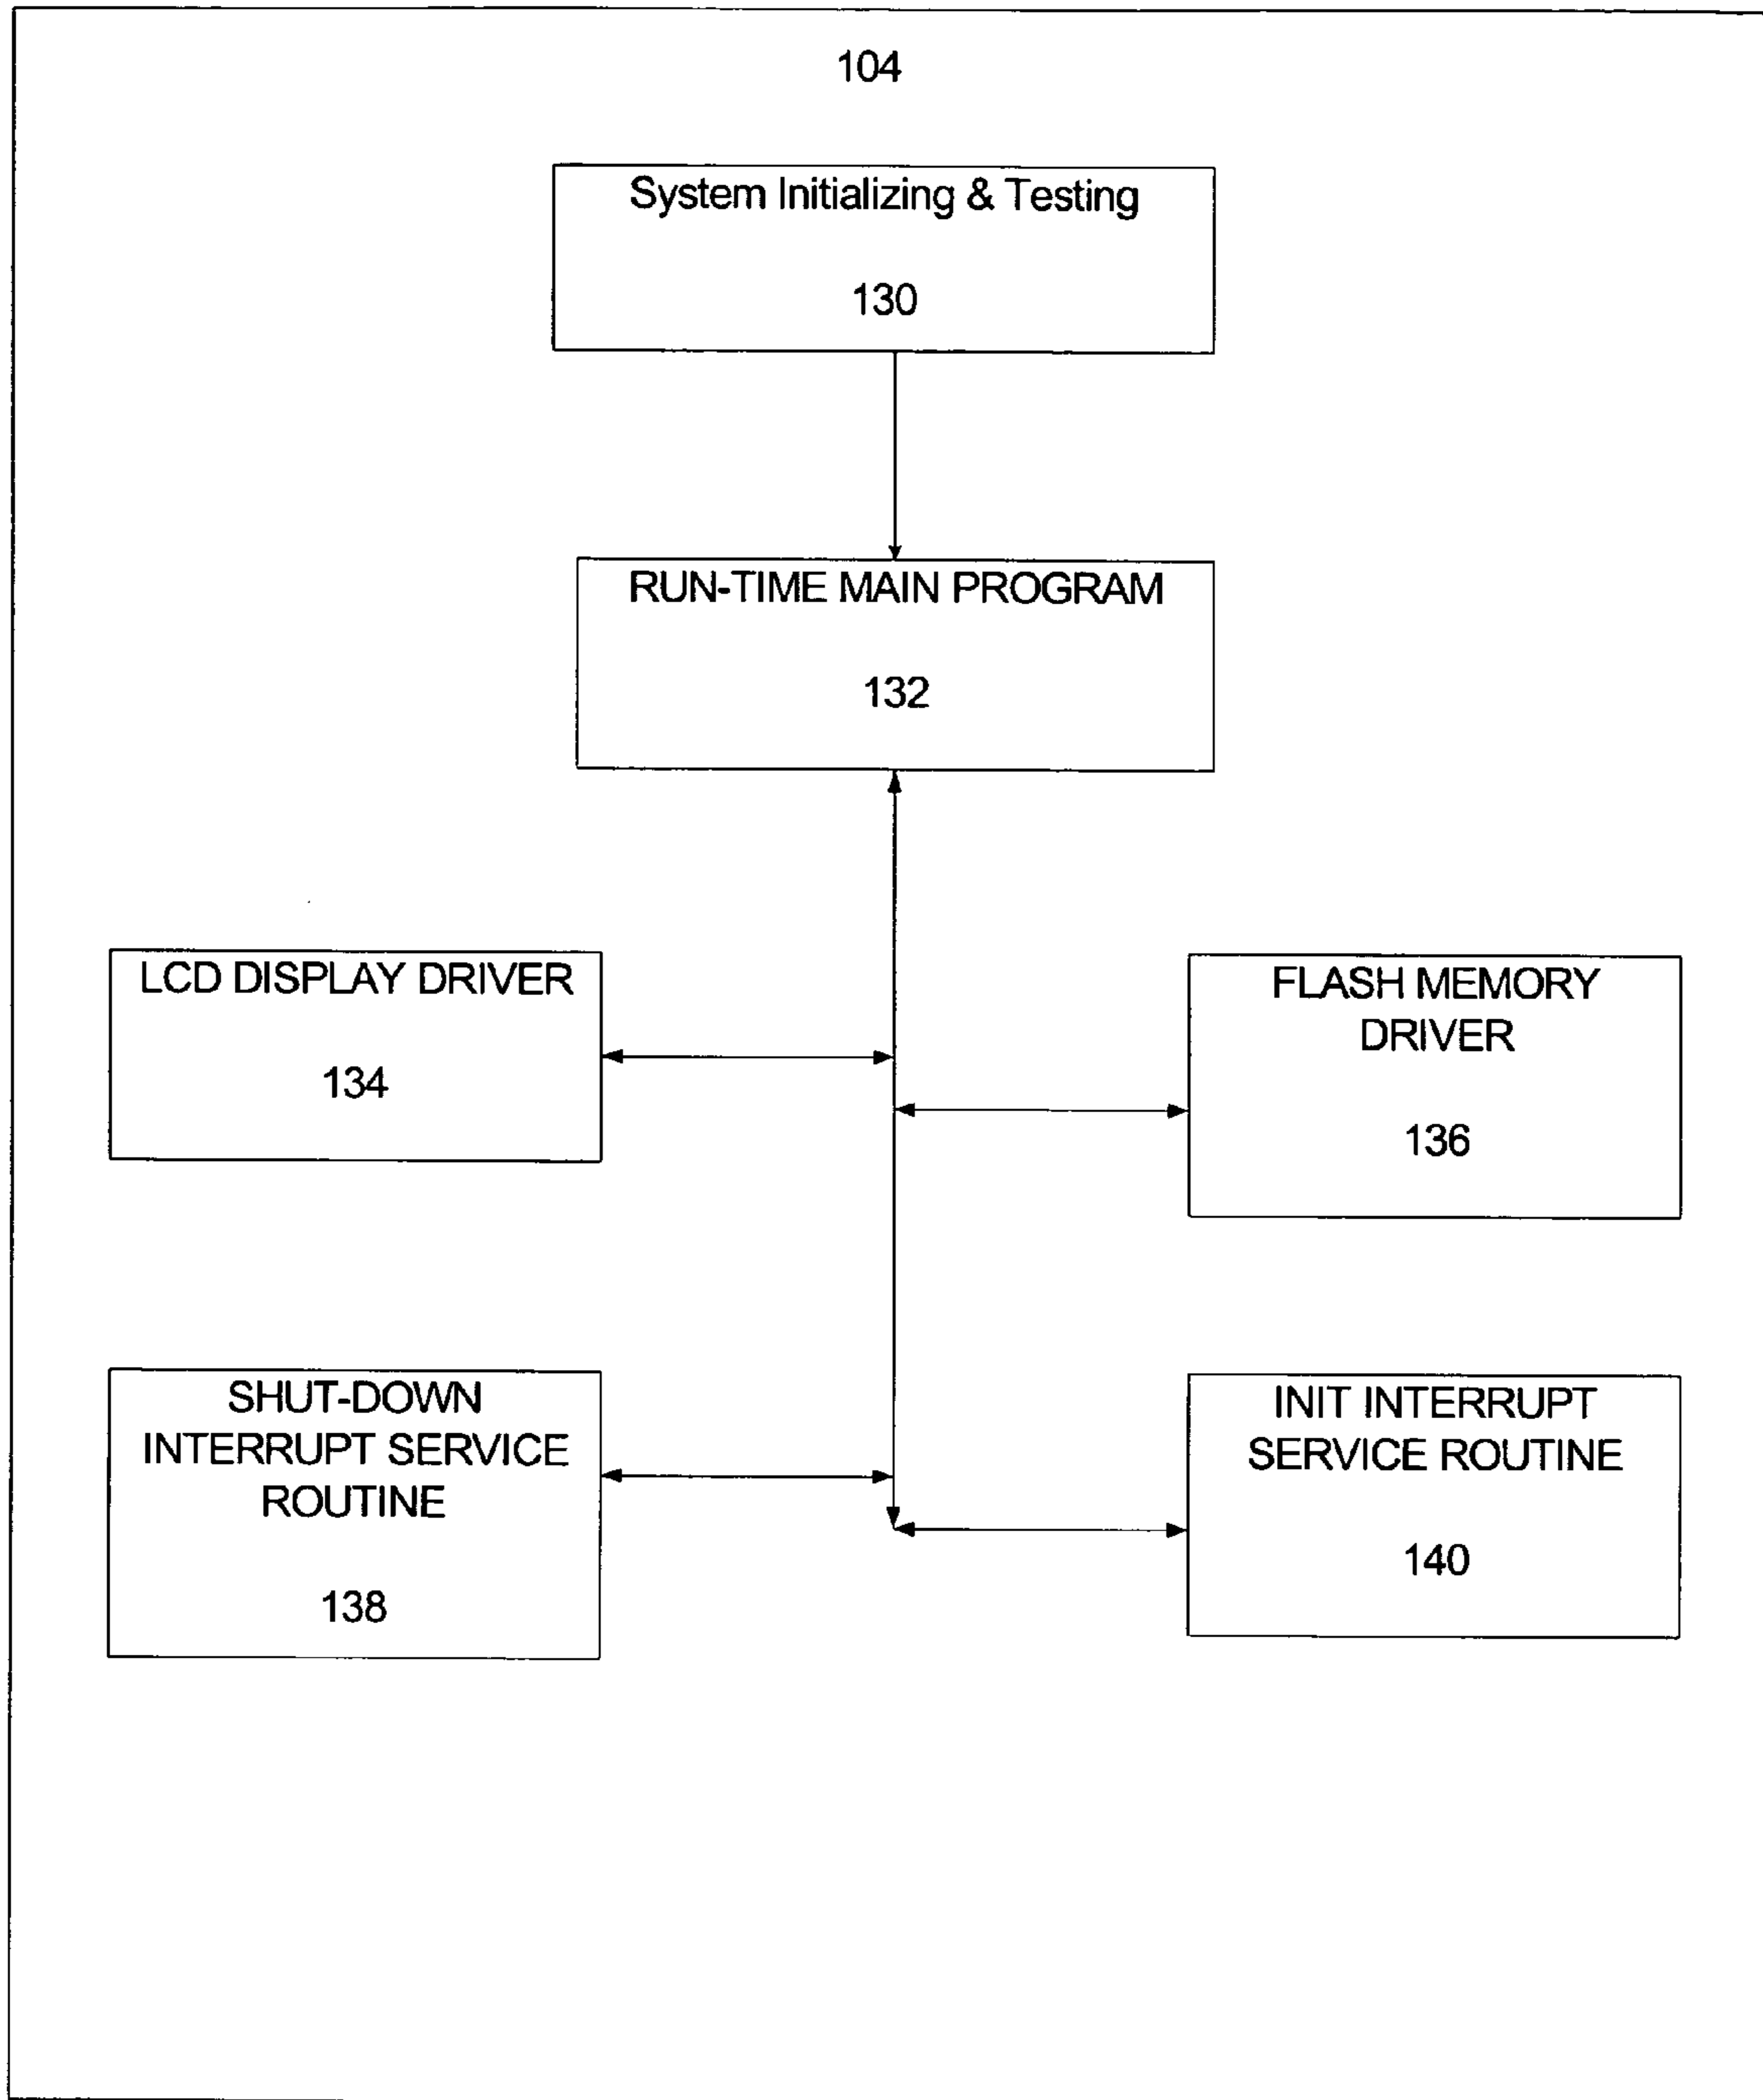 104
System Initializing & Testing
130
RUN-TIME MAIN PROGRAM
132
LCD DISPLAY DRIVER
134
FLASH MEMORY
DRIVER
136
SHUT-DOWN
INTERRUPT SERVICE
ROUTINE
138
INIT INTERRUPT
SERVICE ROUTINE
140